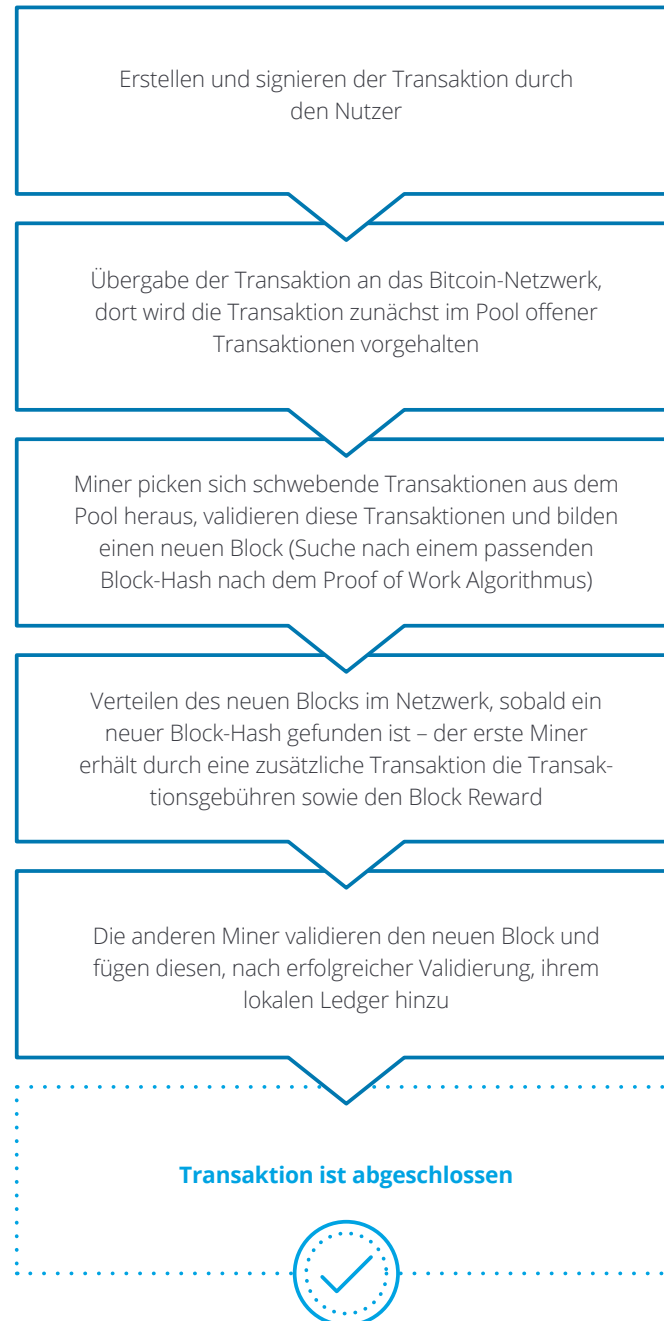 Erstellen und signieren der Transaktion durch
den Nutzer
Übergabe der Transaktion an das Bitcoin-Netzwerk,
dort wird die Transaktion zunächst im Pool offener
Transaktionen vorgehalten
Miner picken sich schwebende Transaktionen aus dem
Pool heraus, validieren diese Transaktionen und bilden
einen neuen Block (Suche nach einem passenden
Block-Hash nach dem Proof of Work Algorithmus)
Verteilen des neuen Blocks im Netzwerk, sobald ein
neuer Block-Hash gefunden ist – der erste Miner
erhält durch eine zusätzliche Transaktion die Transak-
tionsgebühren sowie den Block Reward
Die anderen Miner validieren den neuen Block und
fügen diesen, nach erfolgreicher Validierung, ihrem
lokalen Ledger hinzu
Transaktion ist abgeschlossen